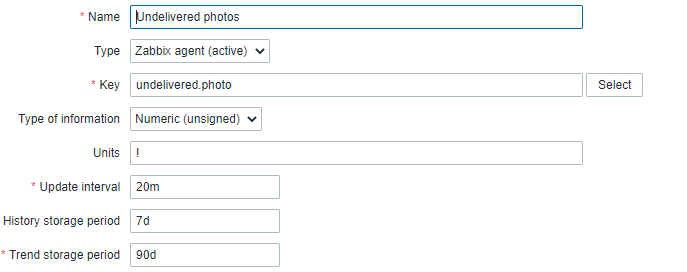 * Name Undelivered photos
Type Zabbix agent (active)
* Key undelivered.photo Select
Type of information Numeric (unsigned)
Units !
* Update interval 20m
History storage period 7d
* Trend storage period 90d